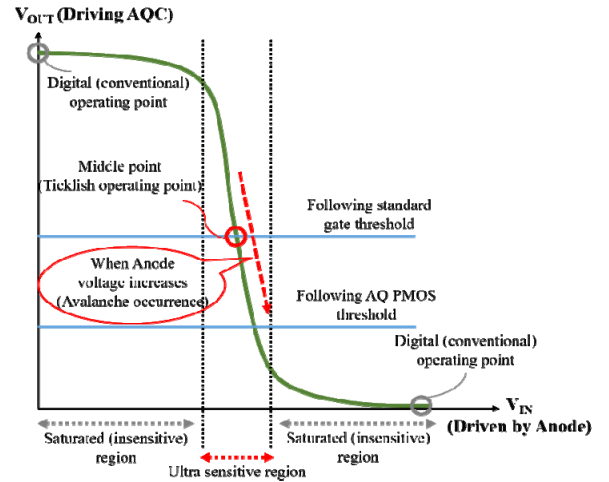 V_OUT (Driving AQC)
Digital (conventional)
operating point
Middle point
(Ticklish operating point)
Following standard
gate threshold
When Anode
voltage increases
(Avalanche occurrence)
Following AQ PMOS
threshold
Digital (conventional)
operating point
V_IN
(Driven by Anode)
Saturated (insensitive)
region
Ultra sensitive region
Saturated (insensitive)
region